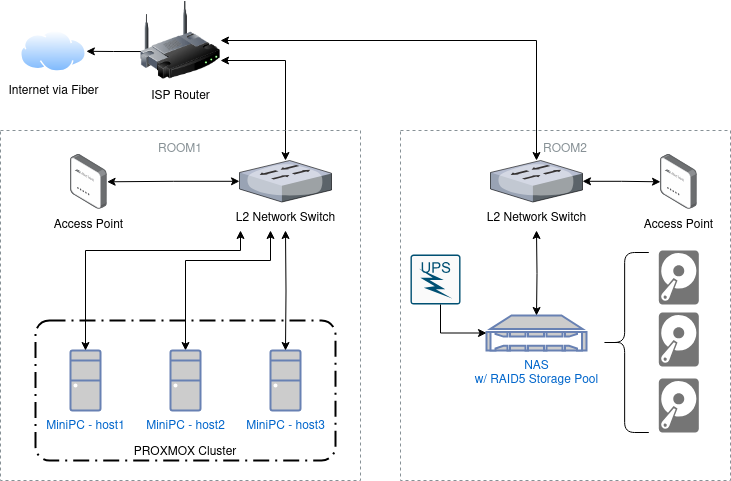 Internet via Fiber
ISP Router
ROOM1
ROOM2
Access Point
L2 Network Switch
L2 Network Switch
Access Point
UPS
NAS
w/ RAID5 Storage Pool
MiniPC - host1
MiniPC - host2
MiniPC - host3
PROXMOX Cluster